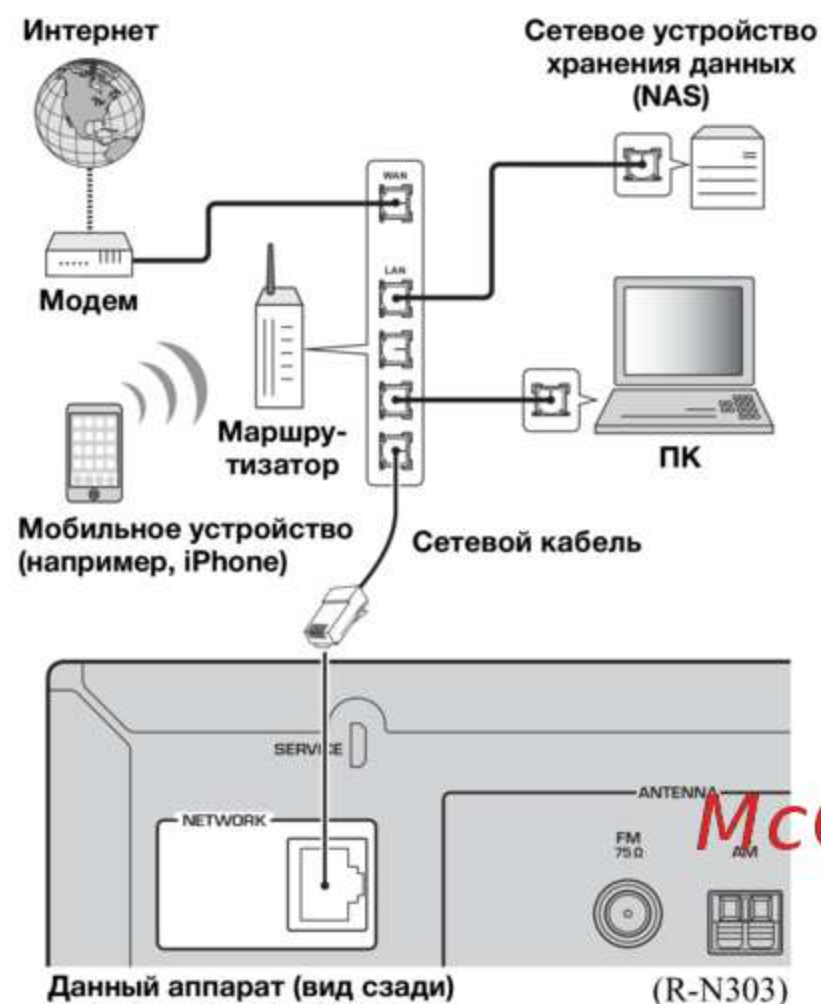 Интернет
Сетевое устройство
хранения данных
(NAS)
WAN
LAN
Модем
Маршру-
тизатор
ПК
Мобильное устройство
(например, iPhone)
Сетевой кабель
SERVICE
NETWORK
ANTENNA
FM
75 Ω
AM
Данный аппарат (вид сзади)
(R-N303)